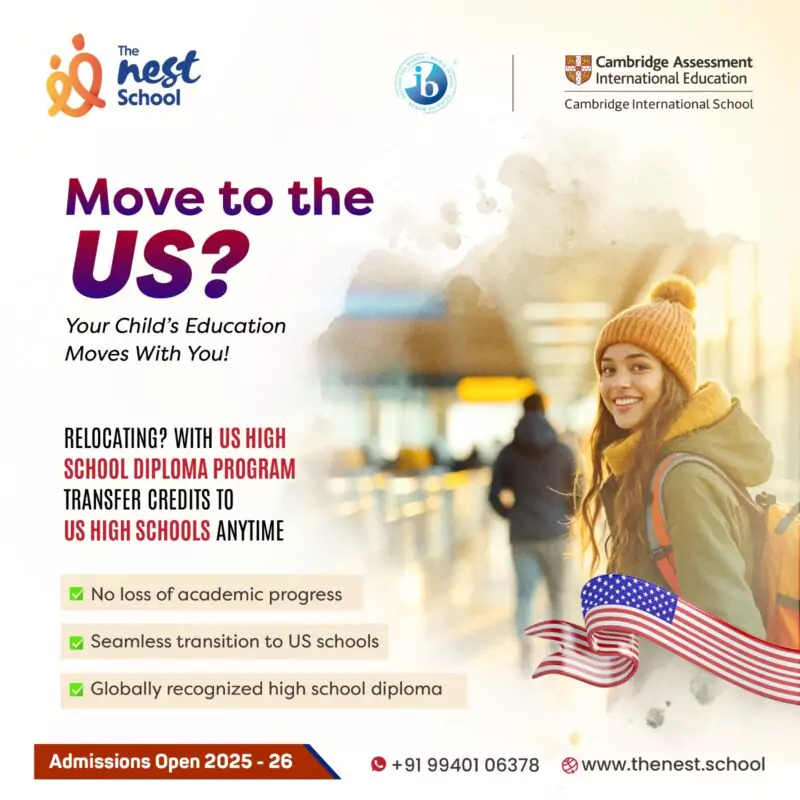 The
nest
School
ib
Cambridge Assessment
International Education
Cambridge International School
Move to the
US?
Your Child's Education
Moves With You!
RELOCATING? WITH US HIGH
SCHOOL DIPLOMA PROGRAM
TRANSFER CREDITS TO
US HIGH SCHOOLS ANYTIME
No loss of academic progress
Seamless transition to US schools
Globally recognized high school diploma
Admissions Open 2025 - 26
+91 99401 06378
www.thenest.school